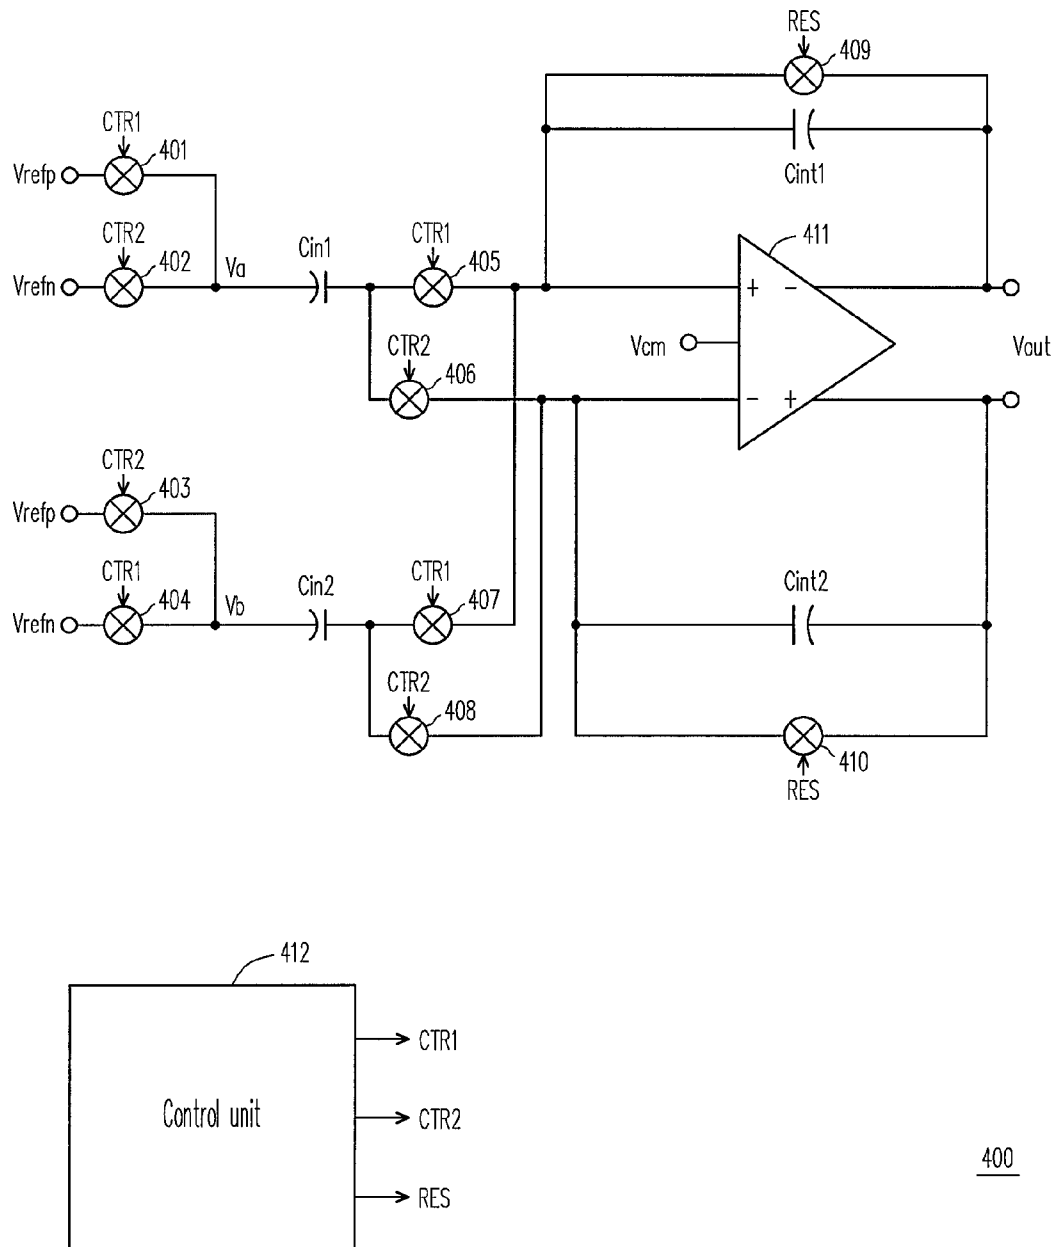 RES
409
CTR1
401
Vrefp
Cint1
CTR2
402
Vrefn
Va
Cin1
CTR1
405
411
+ -
Vcm
Vout
CTR2
406
- +
CTR2
403
Vrefp
CTR1
404
Vrefn
Vb
Cin2
CTR1
407
Cint2
CTR2
408
410
RES
412
Control unit
CTR1
CTR2
RES
400